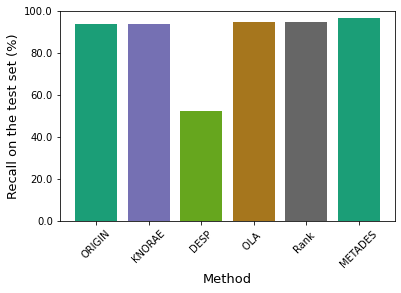 Recall on the test set (%)
100.0
80.0
60.0
40.0
20.0
0.0
ORIGIN
KNORAE
DESP
OLA
Rank
METADES
Method